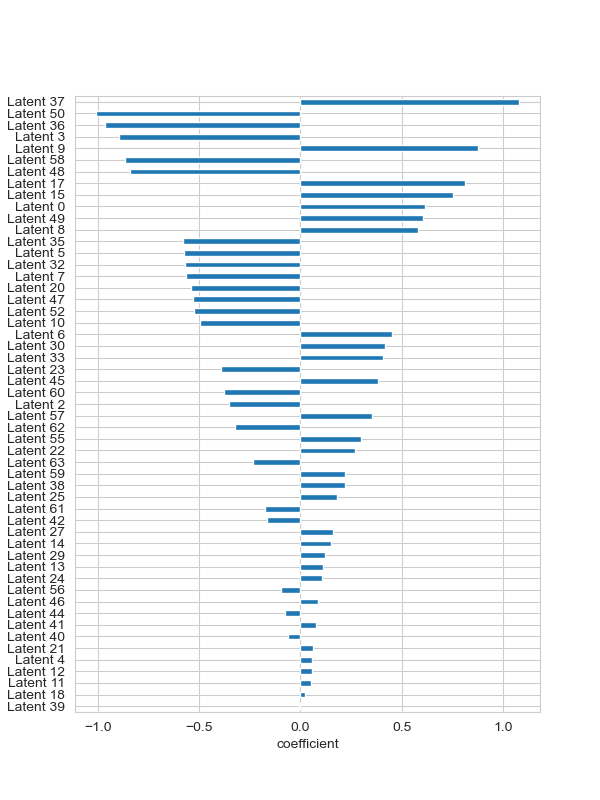 Latent 37
Latent 50
Latent 36
Latent 3
Latent 9
Latent 58
Latent 48
Latent 17
Latent 15
Latent 0
Latent 49
Latent 8
Latent 35
Latent 5
Latent 32
Latent 7
Latent 20
Latent 47
Latent 52
Latent 10
Latent 6
Latent 30
Latent 33
Latent 23
Latent 45
Latent 60
Latent 2
Latent 57
Latent 62
Latent 55
Latent 22
Latent 63
Latent 59
Latent 38
Latent 25
Latent 61
Latent 42
Latent 27
Latent 14
Latent 29
Latent 13
Latent 24
Latent 56
Latent 46
Latent 44
Latent 41
Latent 40
Latent 21
Latent 4
Latent 12
Latent 11
Latent 18
Latent 39
−1.0 −0.5 0.0 0.5 1.0
coefficient